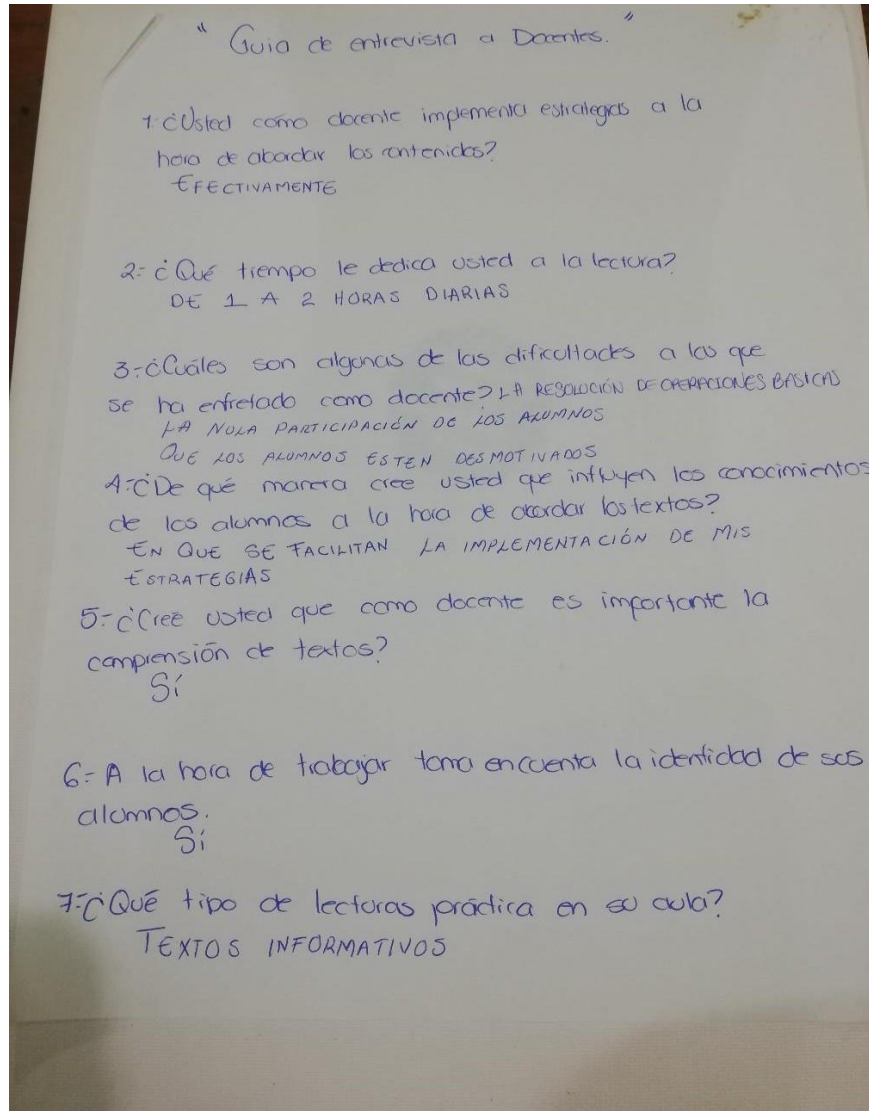 " Guia de entrevista a Docentes. "
1-¿Usted como docente implementa estrategias a la
hora de abordar los contenidos?
EFECTIVAMENTE
2-¿Qué tiempo le dedica usted a la lectura?
DE 1 A 2 HORAS DIARIAS
3-¿Cuáles son algunas de las dificultades a las que
se ha enfretado como docente? LA RESOLUCIÓN DE OPERACIONES BASICAS
LA NULA PARTICIPACIÓN DE LOS ALUMNOS
QUE LOS ALUMNOS ESTEN DESMOTIVADOS
4-¿De qué manera cree usted que influyen los conocimientos
de los alumnos a la hora de abordar los textos?
EN QUE SE FACILITAN LA IMPLEMENTACIÓN DE MIS
ESTRATEGIAS
5-¿Cree usted que como docente es importante la
comprensión de textos?
Sí
6- A la hora de trabajar toma en cuenta la identidad de sus
alumnos.
Sí
7-¿Qué tipo de lecturas práctica en su aula?
TEXTOS INFORMATIVOS